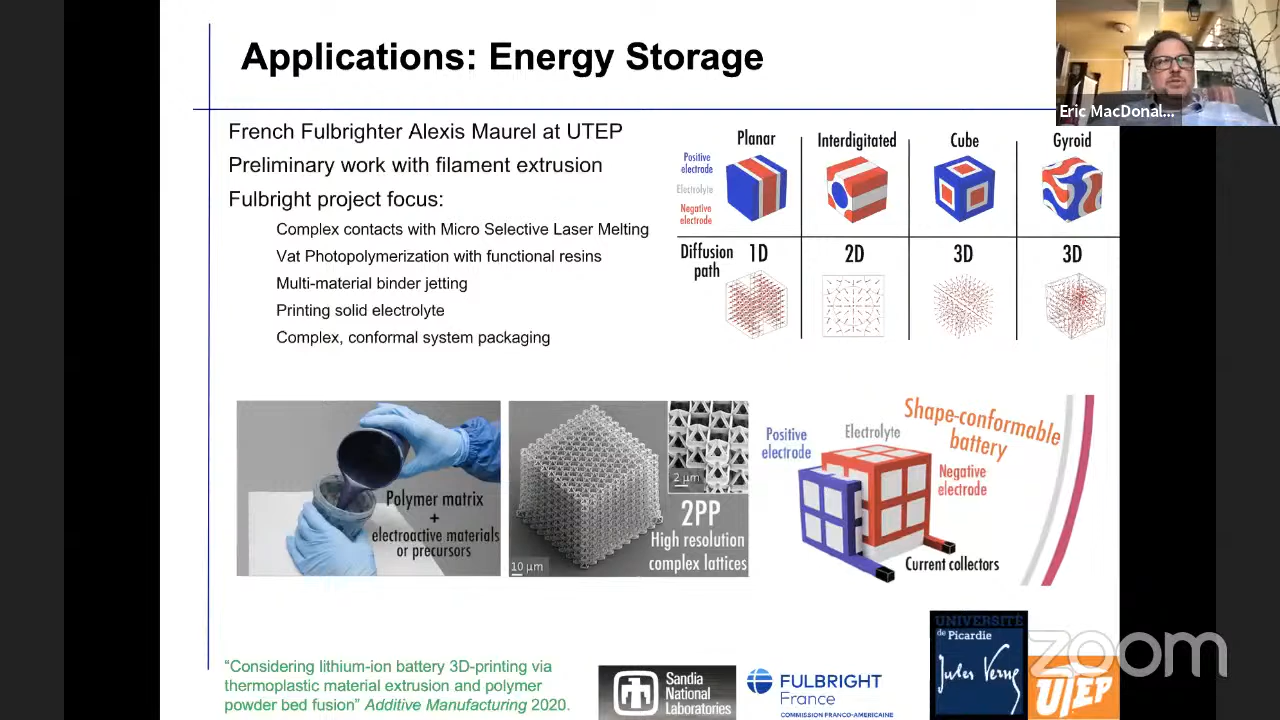 Applications: Energy Storage
Eric MacDonal...
French Fulbrighter Alexis Maurel at UTEP
Preliminary work with filament extrusion
Fulbright project focus:
Complex contacts with Micro Selective Laser Melting
Vat Photopolymerization with functional resins
Multi-material binder jetting
Printing solid electrolyte
Complex, conformal system packaging
Planar
Interdigitated
Cube
Gyroid
Positive
electrode
Electrolyte
Negative
electrode
Diffusion
path
1D
2D
3D
3D
Polymer matrix
+
electroactive materials
or precursors
2 μm
2PP
High resolution
complex lattices
10 μm
Shape-conformable
battery
Positive
electrode
Electrolyte
Negative
electrode
Current collectors
"Considering lithium-ion battery 3D-printing via
thermoplastic material extrusion and polymer
powder bed fusion" Additive Manufacturing 2020.
Sandia
National
Laboratories
FULBRIGHT
France
COMMISSION FRANCO-AMERICAINE
UNIVERSITÉ
de Picardie
Jules Verne
UTEP
zoom